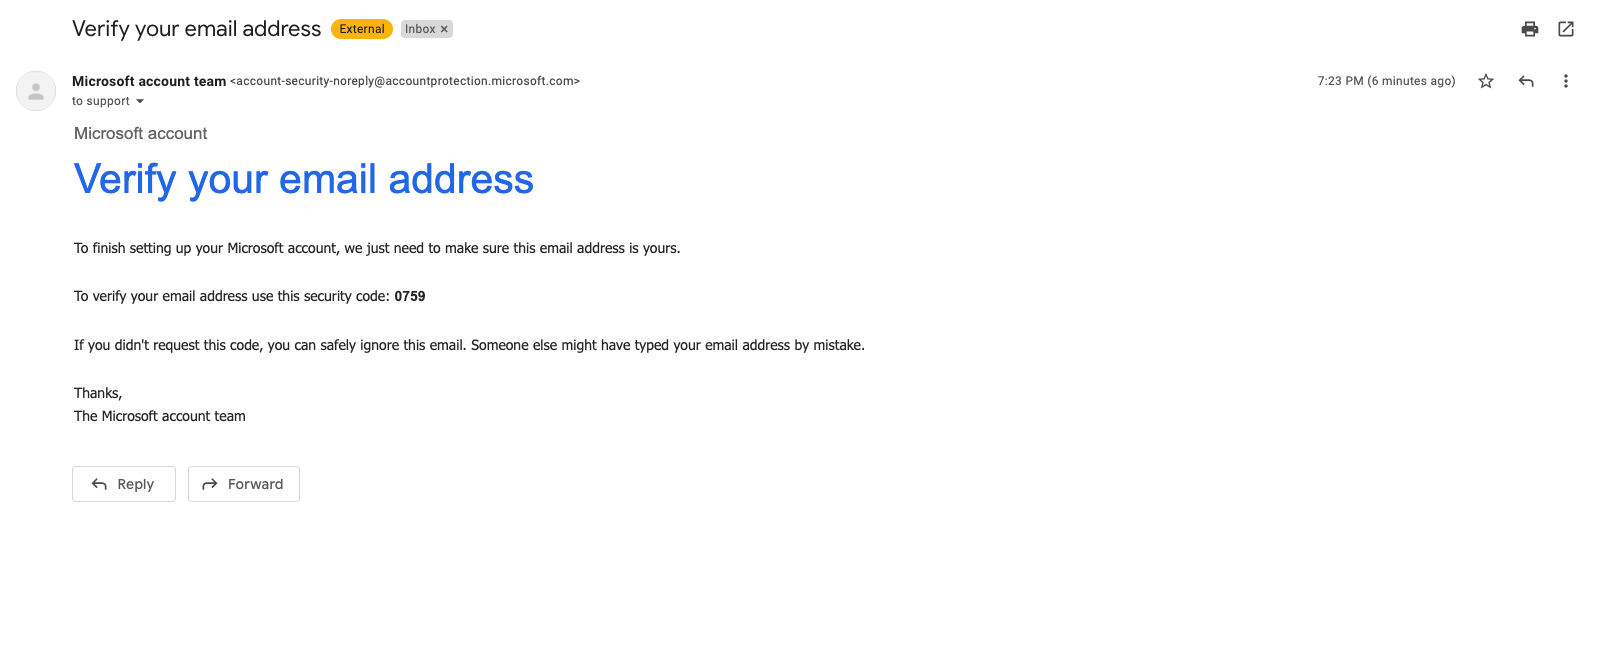 Verify your email address External Inbox ×
Microsoft account team <account-security-noreply@accountprotection.microsoft.com> 7:23 PM (6 minutes ago)
to support
Microsoft account
Verify your email address
To finish setting up your Microsoft account, we just need to make sure this email address is yours.
To verify your email address use this security code: 0759
If you didn't request this code, you can safely ignore this email. Someone else might have typed your email address by mistake.
Thanks,
The Microsoft account team
Reply Forward